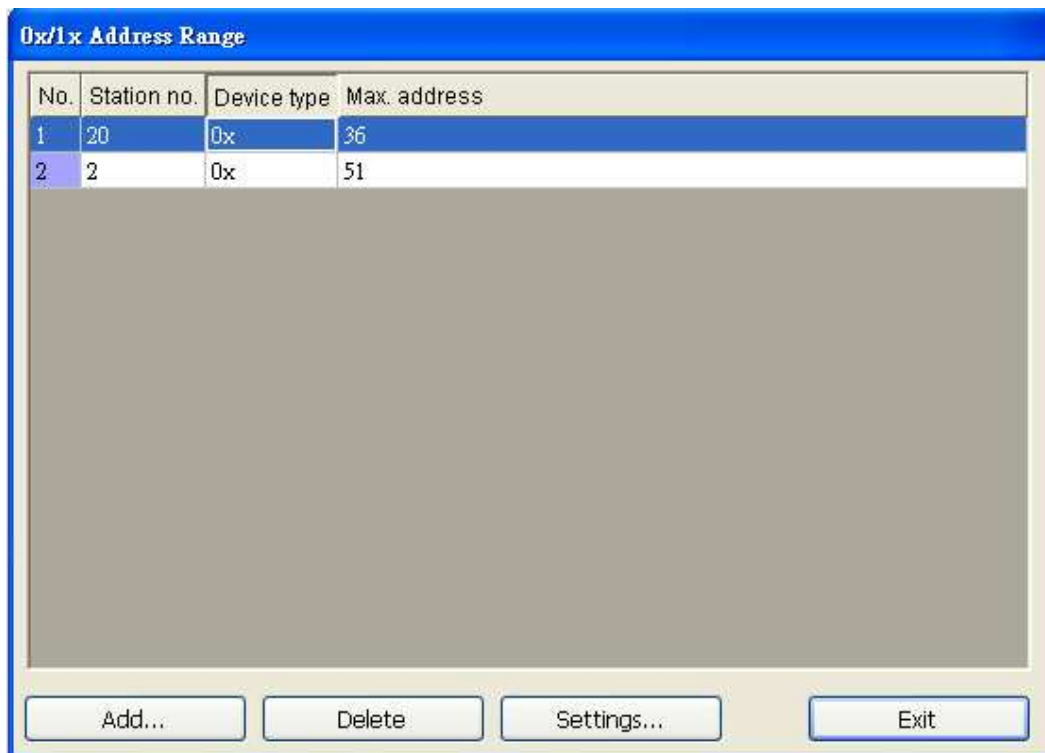 0x/1x Address Range
No. Station no. Device type Max. address
1 20 0x 36
2 2 0x 51
Add... Delete Settings... Exit